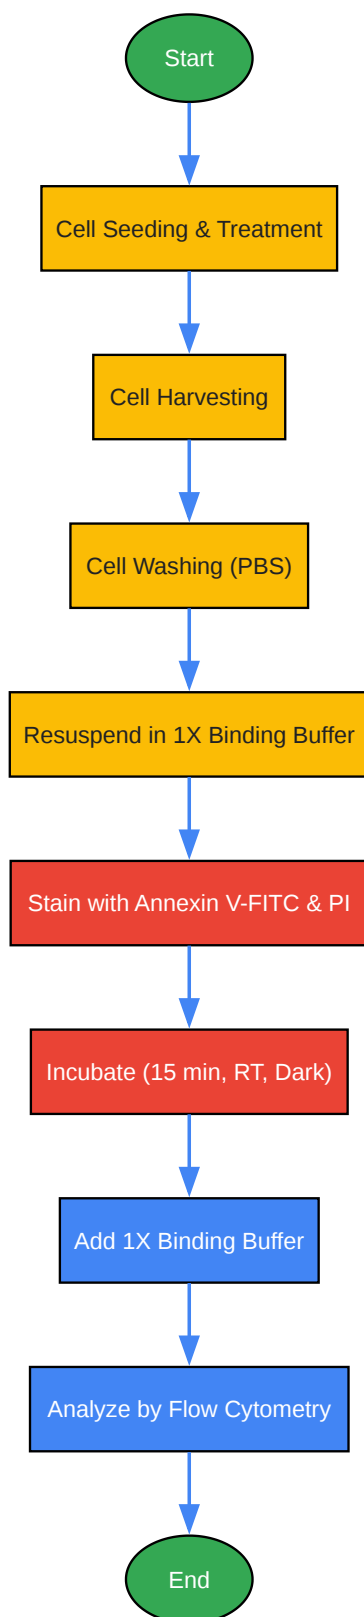 Start
Cell Seeding & Treatment
Cell Harvesting
Cell Washing (PBS)
Resuspend in 1X Binding Buffer
Stain with Annexin V-FITC & PI
Incubate (15 min, RT, Dark)
Add 1X Binding Buffer
Analyze by Flow Cytometry
End